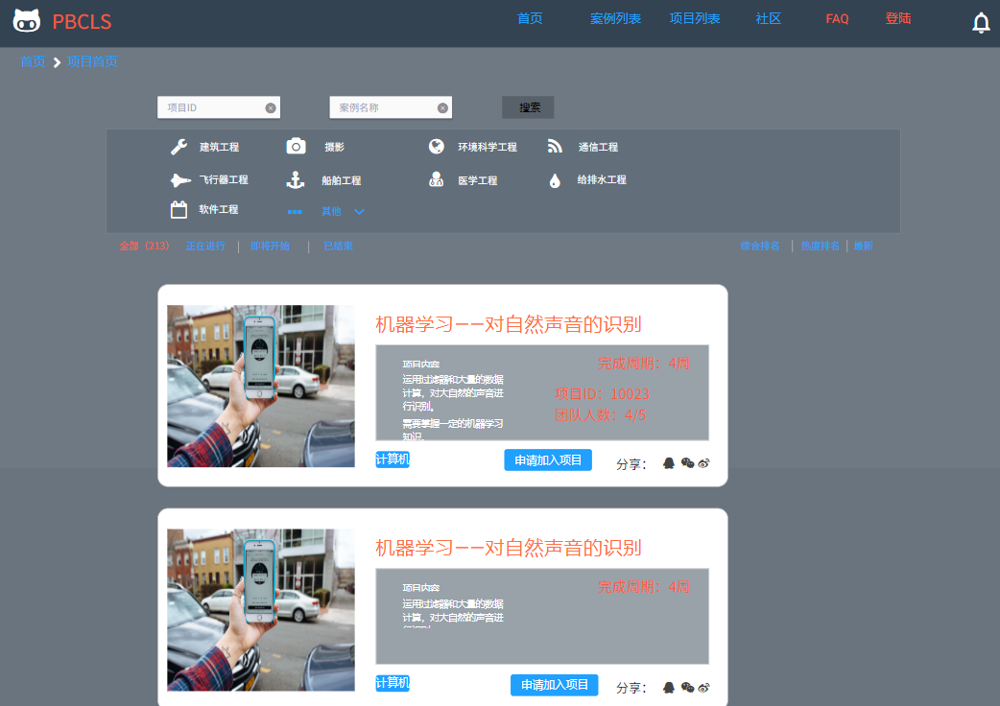 PBCLS 首页 案例列表 项目列表 社区 FAQ 登陆
首页 项目首页
项目ID 案例名称 搜索
建筑工程 摄影 环境科学工程 通信工程
飞行器工程 船舶工程 医学工程 给排水工程
软件工程 其他
全部（213） 正在进行 | 即将开始 | 已结束 综合排名 | 热度排名 | 最新
机器学习——对自然声音的识别
项目内容
完成周期：4周
运用过滤器和大量的数据
计算，对大自然的声音进
行识别。
项目ID：10023
需要掌握一定的机器学习
知识。
团队人数：4/5
计算机 申请加入项目 分享：
机器学习——对自然声音的识别
项目内容
完成周期：4周
运用过滤器和大量的数据
计算，对大自然的声音进
行识别
计算机 申请加入项目 分享：